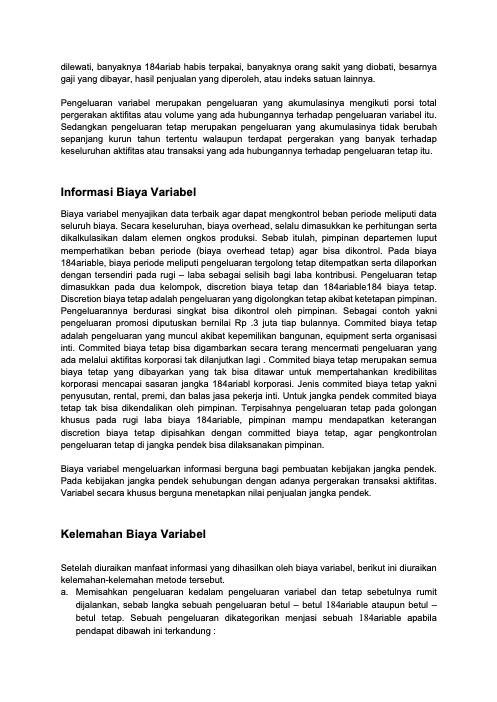 dilewati, banyaknya 184ariab habis terpakai, banyaknya orang sakit yang diobati, besarnya
gaji yang dibayar, hasil penjualan yang diperoleh, atau indeks satuan lainnya.
Pengeluaran variabel merupakan pengeluaran yang akumulasinya mengikuti porsi total
pergerakan aktifitas atau volume yang ada hubungannya terhadap pengeluaran variabel itu.
Sedangkan pengeluaran tetap merupakan pengeluaran yang akumulasinya tidak berubah
sepanjang kurun tahun tertentu walaupun terdapat pergerakan yang banyak terhadap
keseluruhan aktifitas atau transaksi yang ada hubungannya terhadap pengeluaran tetap itu.
Informasi Biaya Variabel
Biaya variabel menyajikan data terbaik agar dapat mengkontrol beban periode meliputi data
seluruh biaya. Secara keseluruhan, biaya overhead, selalu dimasukkan ke perhitungan serta
dikalkulasikan dalam elemen ongkos produksi. Sebab itulah, pimpinan departemen luput
memperhatikan beban periode (biaya overhead tetap) agar bisa dikontrol. Pada biaya
184ariable, biaya periode meliputi pengeluaran tergolong tetap ditempatkan serta dilaporkan
dengan tersendiri pada rugi – laba sebagai selisih bagi laba kontribusi. Pengeluaran tetap
dimasukkan pada dua kelompok, discretion biaya tetap dan 184ariable184 biaya tetap.
Discretion biaya tetap adalah pengeluaran yang digolongkan tetap akibat ketetapan pimpinan.
Pengeluarannya berdurasi singkat bisa dikontrol oleh pimpinan. Sebagai contoh yakni
pengeluaran promosi diputuskan bernilai Rp .3 juta tiap bulannya. Commited biaya tetap
adalah pengeluaran yang muncul akibat kepemilikan bangunan, equipment serta organisasi
inti. Commited biaya tetap bisa digambarkan secara terang mencermati pengeluaran yang
ada melalui aktifitas korporasi tak dilanjutkan lagi . Commited biaya tetap merupakan semua
biaya tetap yang dibayarkan yang tak bisa ditawar untuk mempertahankan kredibilitas
korporasi mencapai sasaran jangka 184ariabl korporasi. Jenis commited biaya tetap yakni
penyusutan, rental, premi, dan balas jasa pekerja inti. Untuk jangka pendek commited biaya
tetap tak bisa dikendalikan oleh pimpinan. Terpisahnya pengeluaran tetap pada golongan
khusus pada rugi laba biaya 184ariable, pimpinan mampu mendapatkan keterangan
discretion biaya tetap dipisahkan dengan committed biaya tetap, agar pengkontrolan
pengeluaran tetap di jangka pendek bisa dilaksanakan pimpinan.
Biaya variabel mengeluarkan informasi berguna bagi pembuatan kebijakan jangka pendek.
Pada kebijakan jangka pendek sehubungan dengan adanya pergerakan transaksi aktifitas.
Variabel secara khusus berguna menetapkan nilai penjualan jangka pendek.
Kelemahan Biaya Variabel
Setelah diuraikan manfaat informasi yang dihasilkan oleh biaya variabel, berikut ini diuraikan
kelemahan-kelemahan metode tersebut.
a. Memisahkan pengeluaran kedalam pengeluaran variabel dan tetap sebetulnya rumit
dijalankan, sebab langka sebuah pengeluaran betul – betul 184ariable ataupun betul –
betul tetap. Sebuah pengeluaran dikategorikan menjasi sebuah 184ariable apabila
pendapat dibawah ini terkandung :